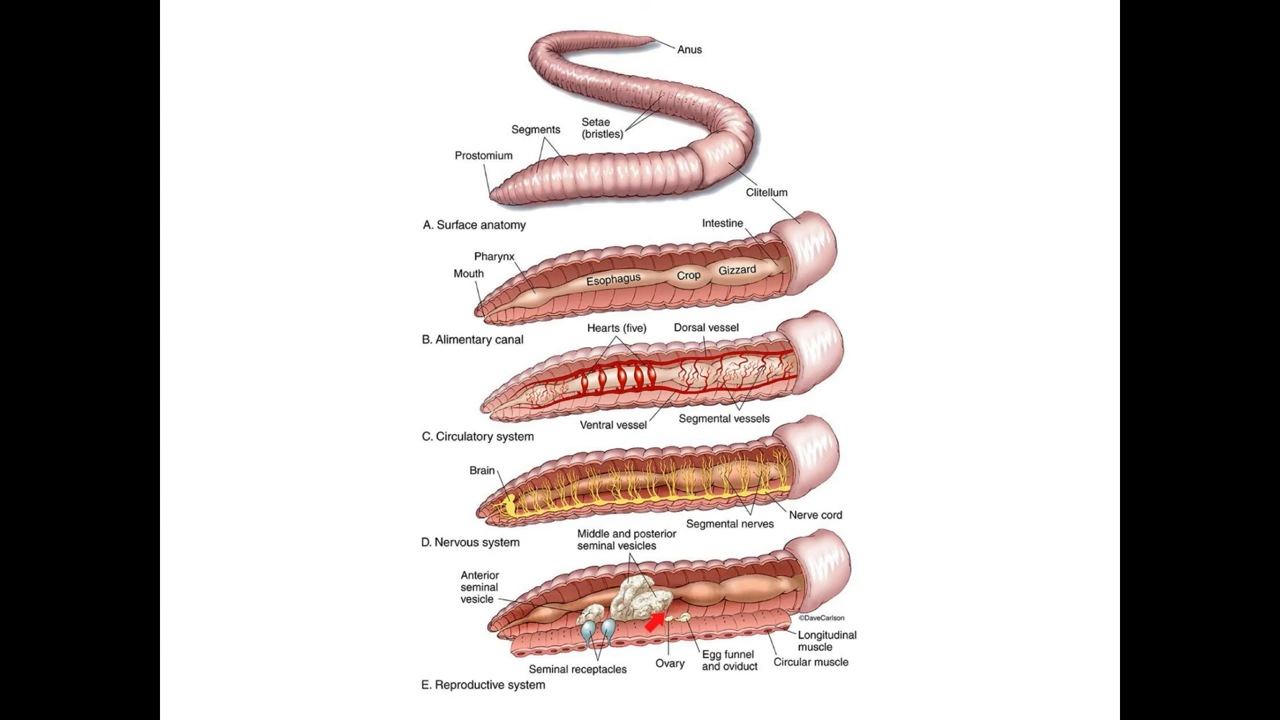 Anus
Setae
(bristles)
Segments
Prostomium
Clitellum
A. Surface anatomy
Intestine
Pharynx
Mouth
Esophagus
Crop
Gizzard
B. Alimentary canal
Hearts (five)
Dorsal vessel
Ventral vessel
Segmental vessels
C. Circulatory system
Brain
Segmental nerves
Nerve cord
D. Nervous system
Middle and posterior
seminal vesicles
Anterior
seminal
vesicle
©DaveCarlson
Longitudinal
muscle
Circular muscle
Egg funnel
and oviduct
Ovary
Seminal receptacles
E. Reproductive system